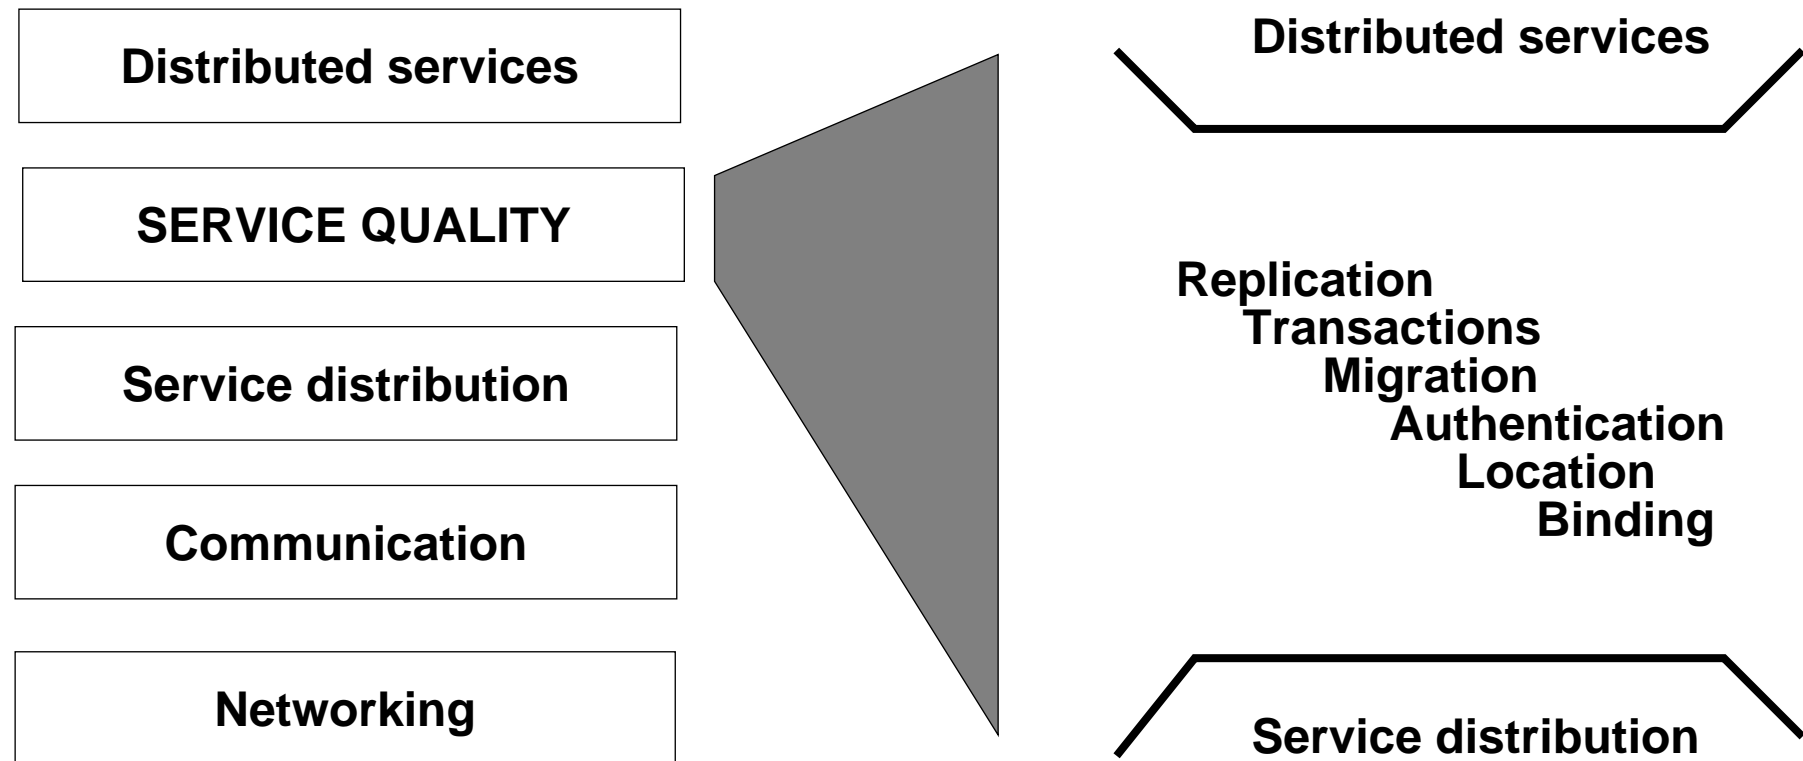 Distributed services
SERVICE QUALITY
Service distribution
Communication
Networking
Distributed services
Replication
Transactions
Migration
Authentication
Location
Binding
Service distribution